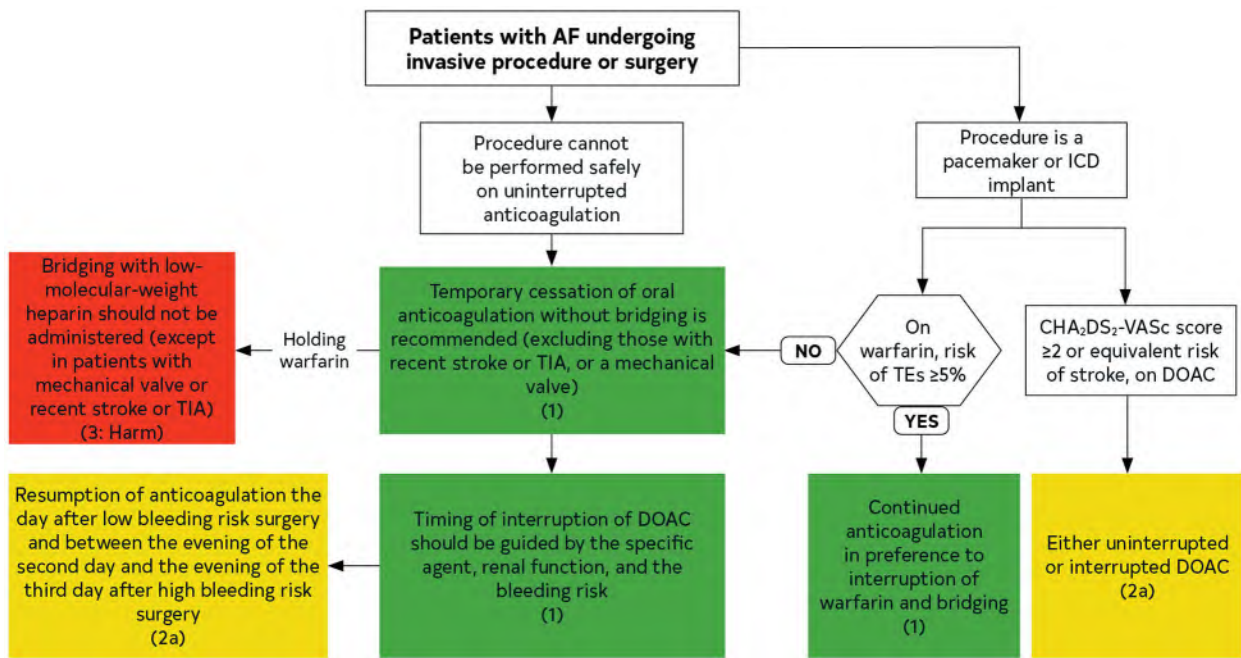 Patients with AF undergoing
invasive procedure or surgery
Procedure cannot
be performed safely
on uninterrupted
anticoagulation
Procedure is a
pacemaker or ICD
implant
Bridging with low-
molecular-weight
heparin should not be
administered (except
in patients with
mechanical valve or
recent stroke or TIA)
(3: Harm)
Holding
warfarin
Temporary cessation of oral
anticoagulation without bridging is
recommended (excluding those with
recent stroke or TIA, or a mechanical
valve)
(1)
NO
On
warfarin, risk
of TEs ≥5%
YES
CHA₂DS₂-VASc score
≥2 or equivalent risk
of stroke, on DOAC
Resumption of anticoagulation the
day after low bleeding risk surgery
and between the evening of the
second day and the evening of the
third day after high bleeding risk
surgery
(2a)
Timing of interruption of DOAC
should be guided by the specific
agent, renal function, and the
bleeding risk
(1)
Continued
anticoagulation
in preference to
interruption of
warfarin and bridging
(1)
Either uninterrupted
or interrupted DOAC
(2a)